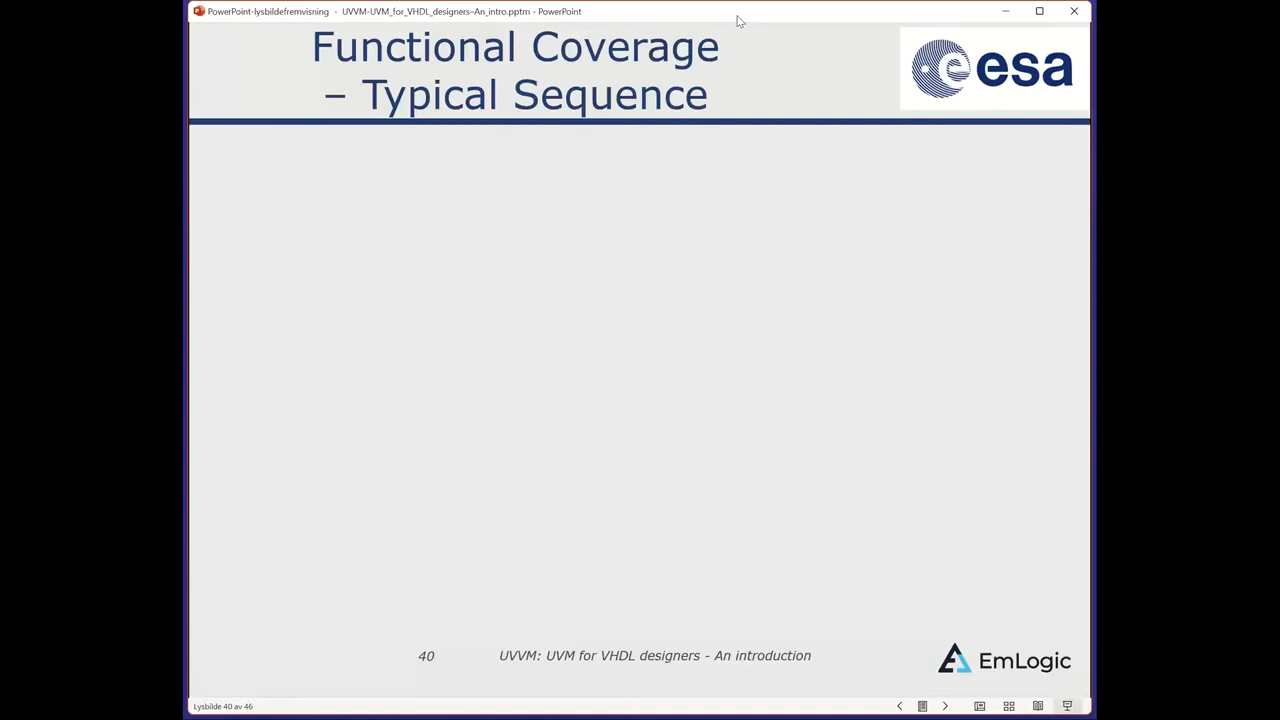 PowerPoint-lysbildefremvisning - UVVM-UVM_for_VHDL_designers–An_intro.pptm - PowerPoint
Functional Coverage
– Typical Sequence
esa
40
UVVM: UVM for VHDL designers - An introduction
EmLogic
Lysbilde 40 av 46